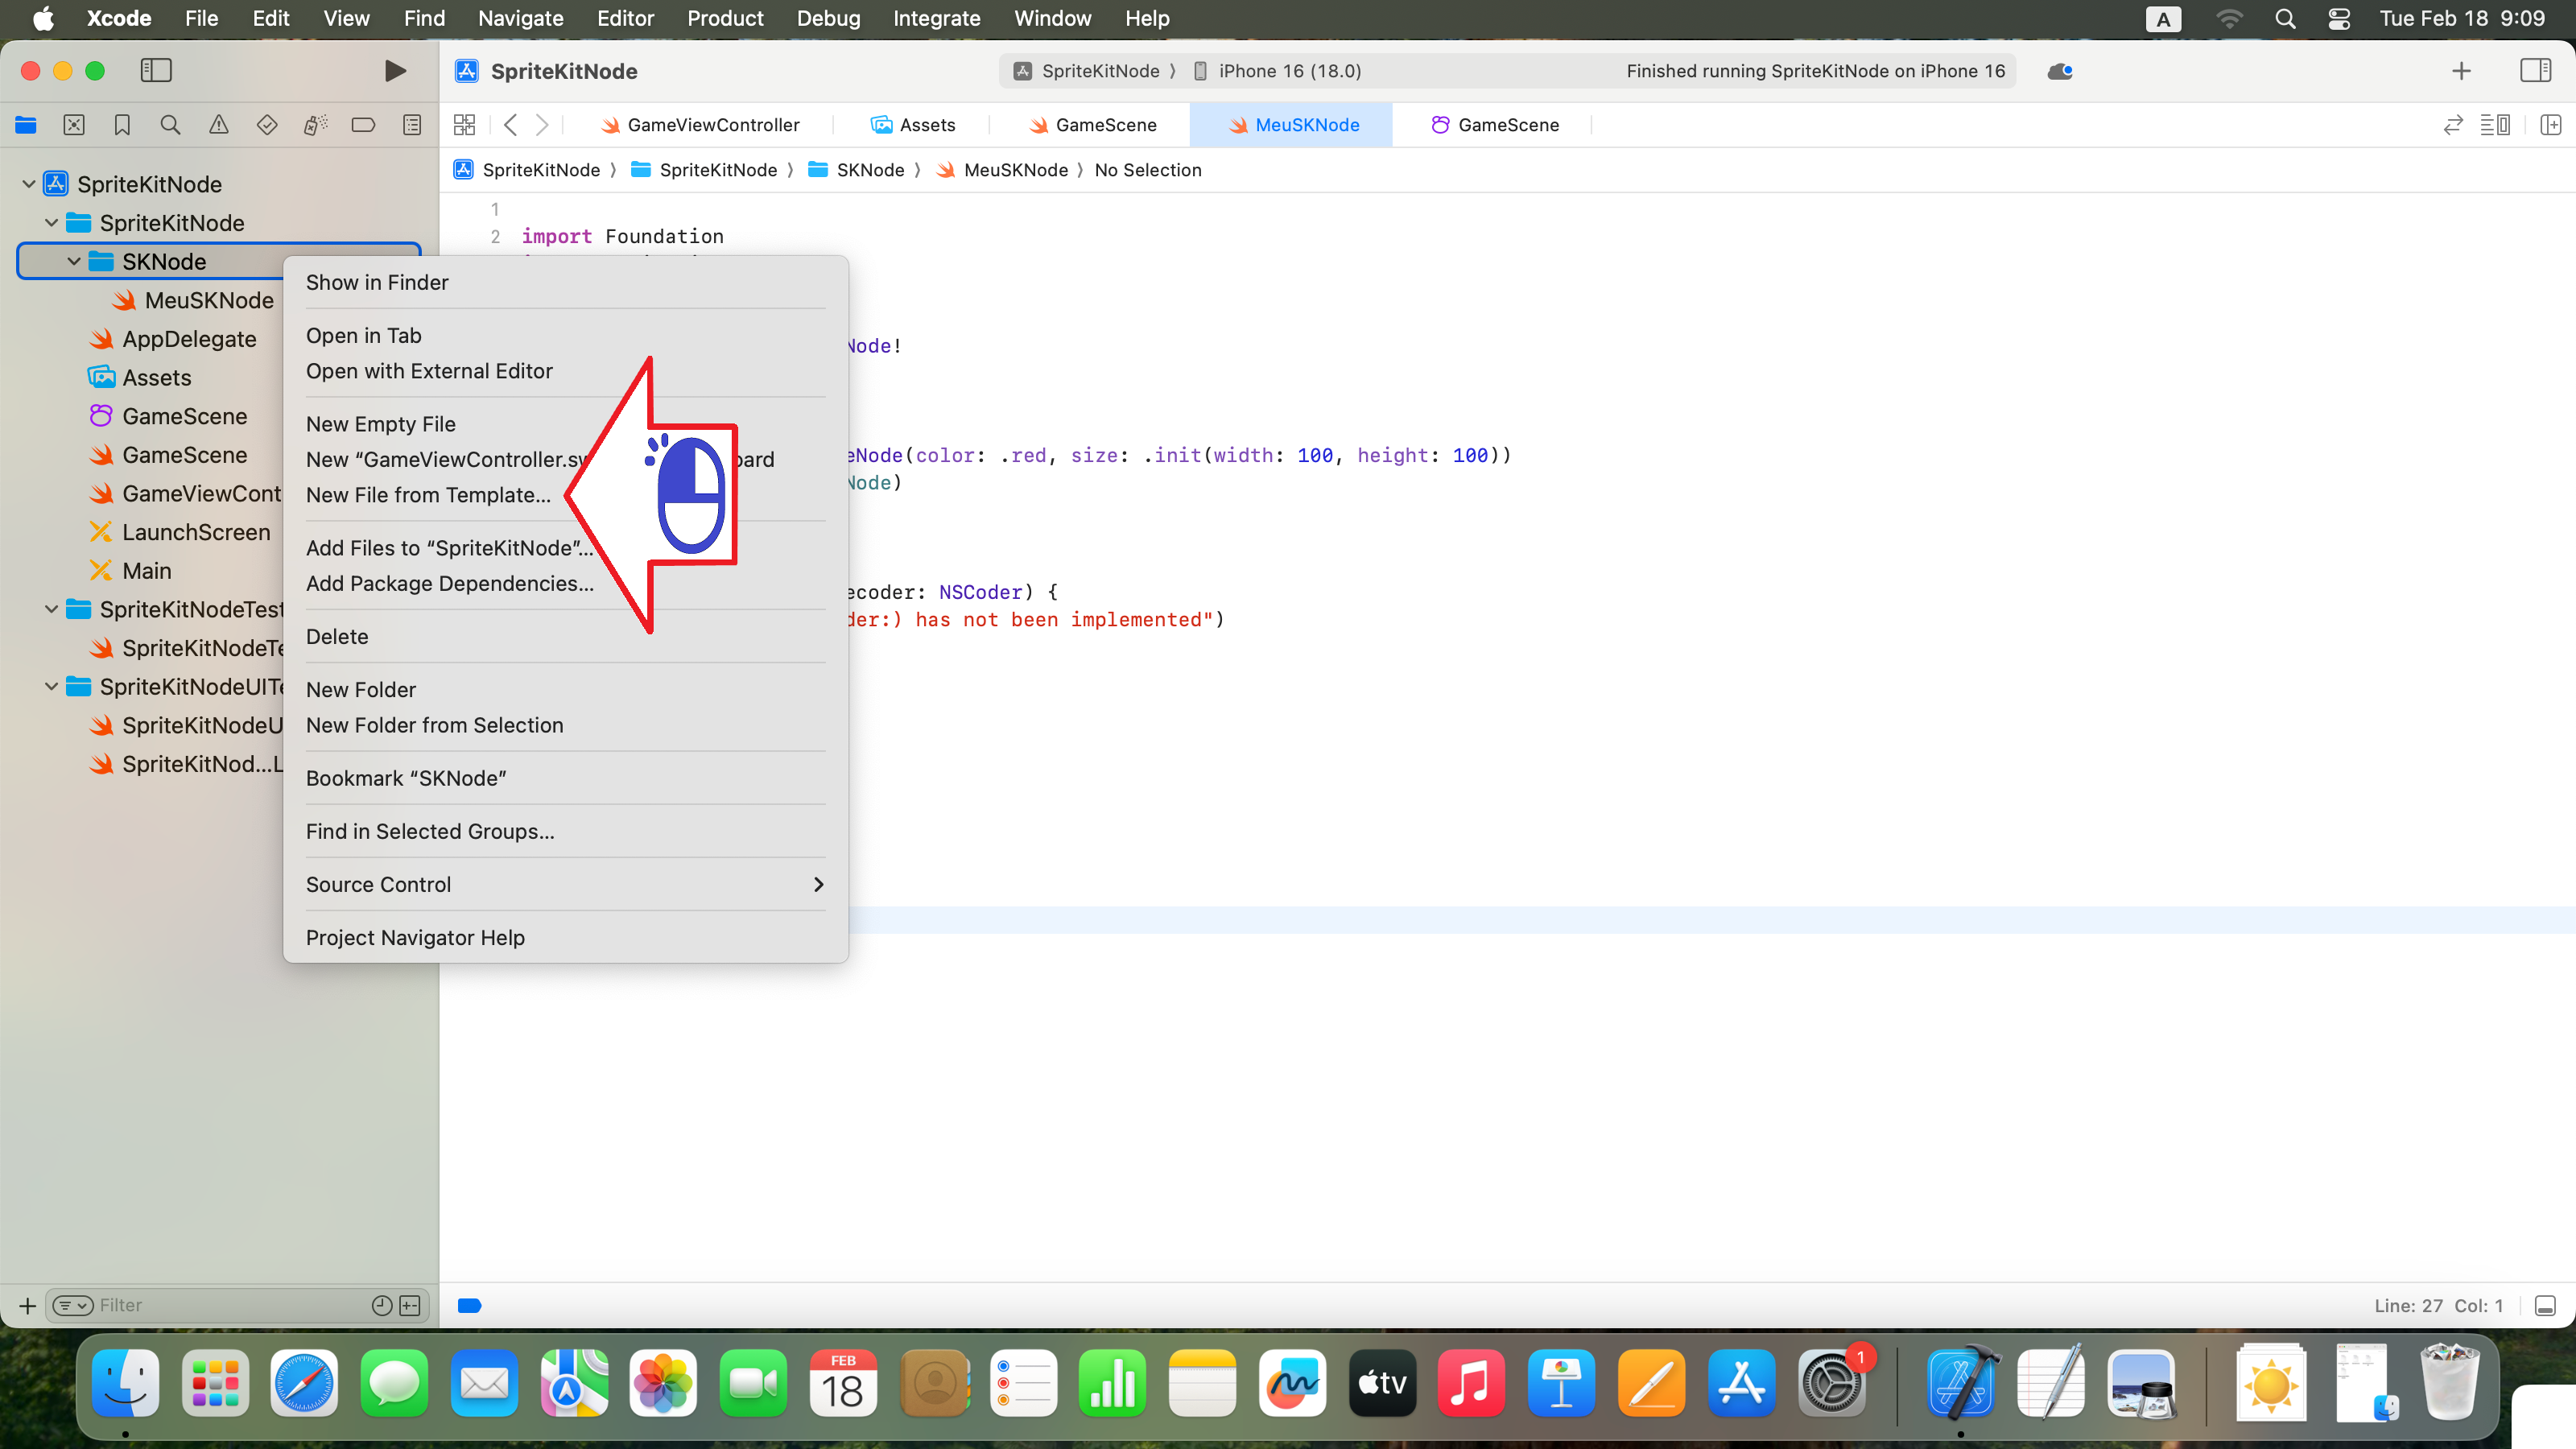 Xcode File Edit View Find Navigate Editor Product Debug Integrate Window Help A Tue Feb 18 9:09
SpriteKitNode SpriteKitNode 〉 iPhone 16 (18.0) Finished running SpriteKitNode on iPhone 16
GameViewController Assets GameScene MeuSKNode GameScene
SpriteKitNode 〉 SpriteKitNode 〉 SKNode 〉 MeuSKNode 〉 No Selection
SpriteKitNode
SpriteKitNode
SKNode
MeuSKNode
AppDelegate
Assets
GameScene
GameScene
GameViewCont
LaunchScreen
Main
SpriteKitNodeTest
SpriteKitNodeTe
SpriteKitNodeUITe
SpriteKitNodeU
SpriteKitNod...L
Filter
1
2 import Foundation
Node!
eNode(color: .red, size: .init(width: 100, height: 100))
Node)
ecoder: NSCoder) {
der:) has not been implemented")
Show in Finder
Open in Tab
Open with External Editor
New Empty File
New “GameViewController.sw oard
New File from Template...
Add Files to “SpriteKitNode”...
Add Package Dependencies...
Delete
New Folder
New Folder from Selection
Bookmark “SKNode”
Find in Selected Groups...
Source Control
Project Navigator Help
Line: 27 Col: 1
FEB
18
tv
1